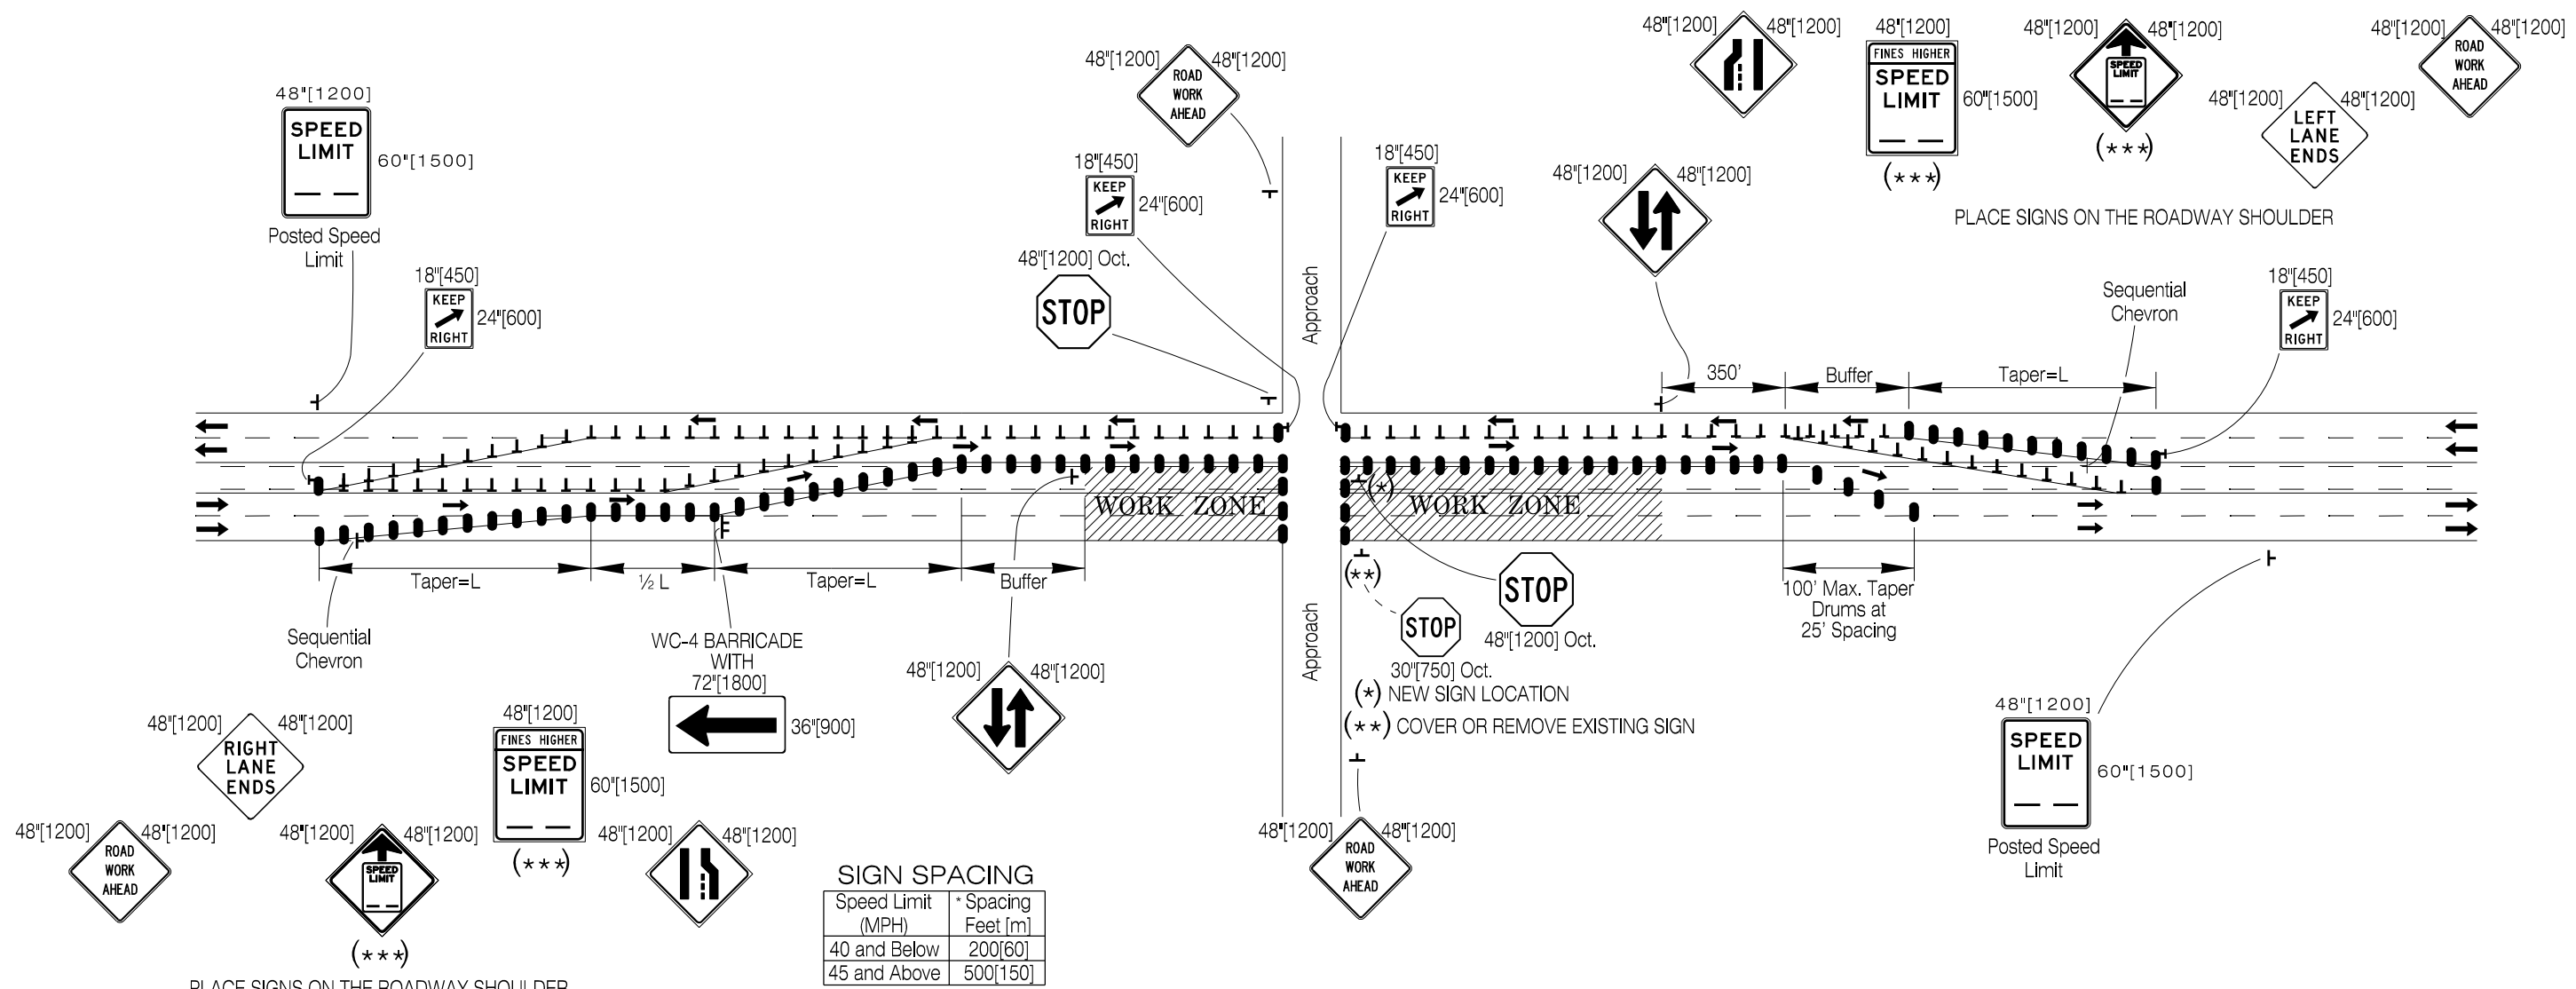 48"[1200]
SPEED
LIMIT
60"[1500]
Posted Speed
Limit
18"[450]
KEEP
RIGHT
24"[600]
48"[1200] 48"[1200]
ROAD
WORK
AHEAD
18"[450]
KEEP
RIGHT
24"[600]
48"[1200] Oct.
STOP
Approach
18"[450]
KEEP
RIGHT
24"[600]
48"[1200] 48"[1200]
48"[1200] 48"[1200]
48"[1200]
FINES HIGHER
SPEED
LIMIT
60"[1500]
(***)
48"[1200] 48"[1200]
SPEED
LIMIT
(***)
48"[1200] 48"[1200]
LEFT
LANE
ENDS
48"[1200] 48"[1200]
ROAD
WORK
AHEAD
PLACE SIGNS ON THE ROADWAY SHOULDER
Sequential
Chevron
18"[450]
KEEP
RIGHT
24"[600]
350' Buffer Taper=L
WORK ZONE (*) WORK ZONE
Taper=L ½ L Taper=L Buffer
Sequential
Chevron
WC-4 BARRICADE
WITH
72"[1800]
36"[900]
48"[1200] 48"[1200]
Approach
(**)
STOP
30"[750] Oct.
STOP
48"[1200] Oct.
(*) NEW SIGN LOCATION
(**) COVER OR REMOVE EXISTING SIGN
100' Max. Taper
Drums at
25' Spacing
48"[1200]
SPEED
LIMIT
60"[1500]
Posted Speed
Limit
48"[1200] 48"[1200]
ROAD
WORK
AHEAD
48"[1200] 48"[1200]
RIGHT
LANE
ENDS
48"[1200] 48"[1200]
SPEED
LIMIT
(***)
48"[1200]
FINES HIGHER
SPEED
LIMIT
60"[1500]
(***)
48"[1200] 48"[1200]
PLACE SIGNS ON THE ROADWAY SHOULDER
SIGN SPACING
Speed Limit
(MPH)
* Spacing
Feet [m]
40 and Below 200[60]
45 and Above 500[150]
48"[1200] 48"[1200]
ROAD
WORK
AHEAD